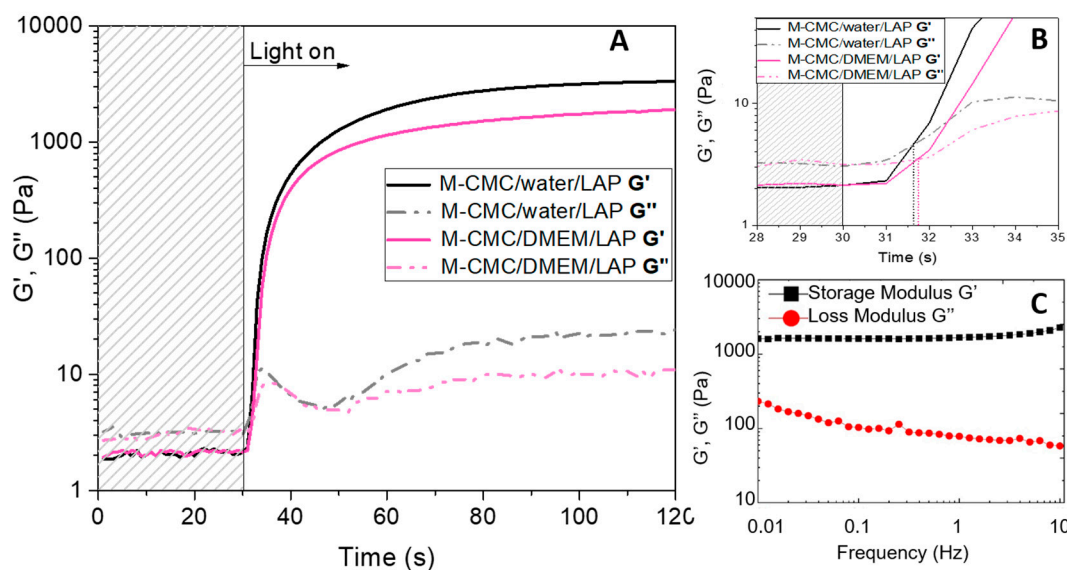 A
Light on
10000
1000
100
10
1
G', G'' (Pa)
M-CMC/water/LAP G'
M-CMC/water/LAP G''
M-CMC/DMEM/LAP G'
M-CMC/DMEM/LAP G''
0 20 40 60 80 100 120
Time (s)
B
M-CMC/water/LAP G'
M-CMC/water/LAP G''
M-CMC/DMEM/LAP G'
M-CMC/DMEM/LAP G''
G', G'' (Pa)
10
1
28 29 30 31 32 33 34 35
Time (s)
C
Storage Modulus G'
Loss Modulus G''
10000
1000
100
10
G', G'' (Pa)
0.01 0.1 1 10
Frequency (Hz)